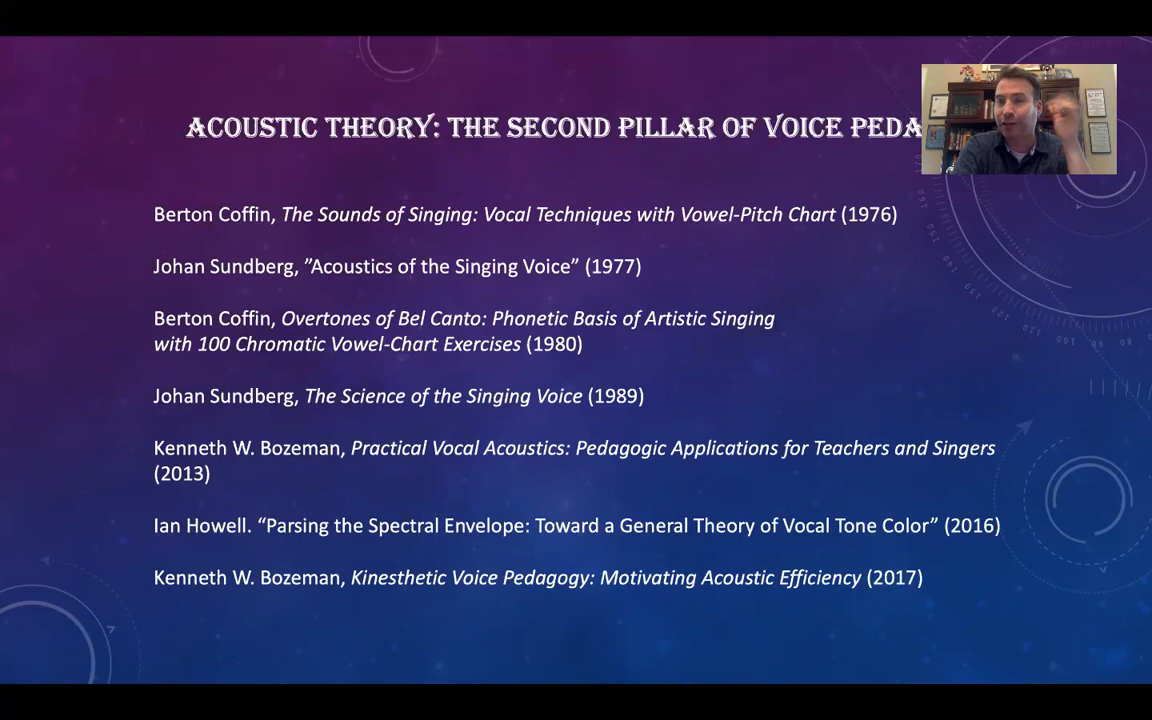 ACOUSTIC THEORY: THE SECOND PILLAR OF VOICE
Berton Coffin, The Sounds of Singing: Vocal Techniques with Vowel-Pitch Chart (1976)
Johan Sundberg, ”Acoustics of the Singing Voice” (1977)
Berton Coffin, Overtones of Bel Canto: Phonetic Basis of Artistic Singing
with 100 Chromatic Vowel-Chart Exercises (1980)
Johan Sundberg, The Science of the Singing Voice (1989)
Kenneth W. Bozeman, Practical Vocal Acoustics: Pedagogic Applications for Teachers and Singers
(2013)
Ian Howell. “Parsing the Spectral Envelope: Toward a General Theory of Vocal Tone Color” (2016)
Kenneth W. Bozeman, Kinesthetic Voice Pedagogy: Motivating Acoustic Efficiency (2017)